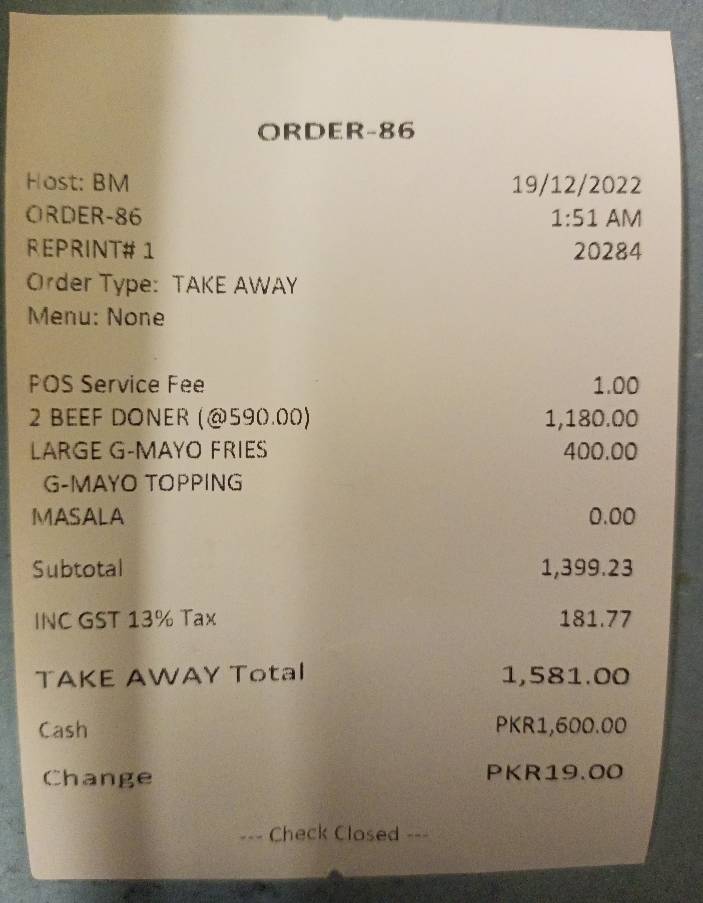 ORDER-86
Host: BM 19/12/2022
ORDER-86 1:51 AM
REPRINT# 1 20284
Order Type: TAKE AWAY
Menu: None
POS Service Fee 1.00
2 BEEF DONER (@590.00) 1,180.00
LARGE G-MAYO FRIES 400.00
G-MAYO TOPPING
MASALA 0.00
Subtotal 1,399.23
INC GST 13% Tax 181.77
TAKE AWAY Total 1,581.00
Cash PKR1,600.00
Change PKR19.00
--- Check Closed ---